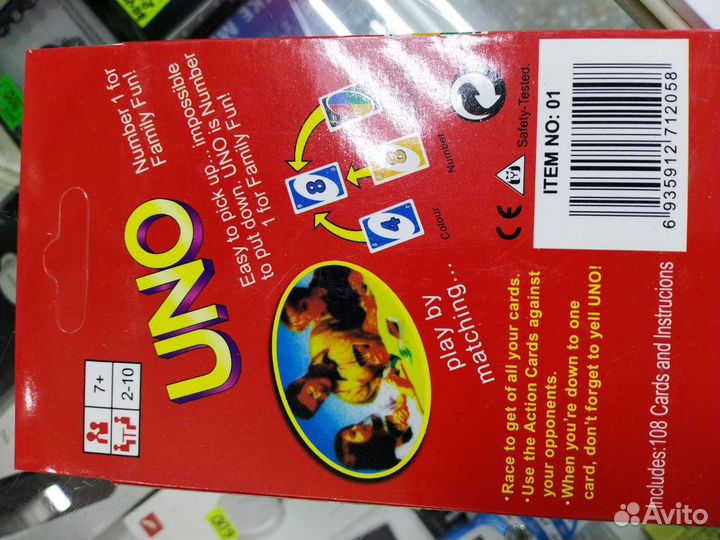 7+
2-10
UNO
Number 1 for
Family Fun!
Easy to pick up...impossible
to put down. UNO is Number
1 for Family Fun!
8
8
4
Number
Colour
play by
matching...
•Race to get of all your cards.
•Use the Action Cards against
your opponents.
•When you're down to one
card, don't forget to yell UNO!
CE
Safety-Tested.
ITEM NO: 01
6 935912 712058
Includes:108 Cards and Instrucions
Avito